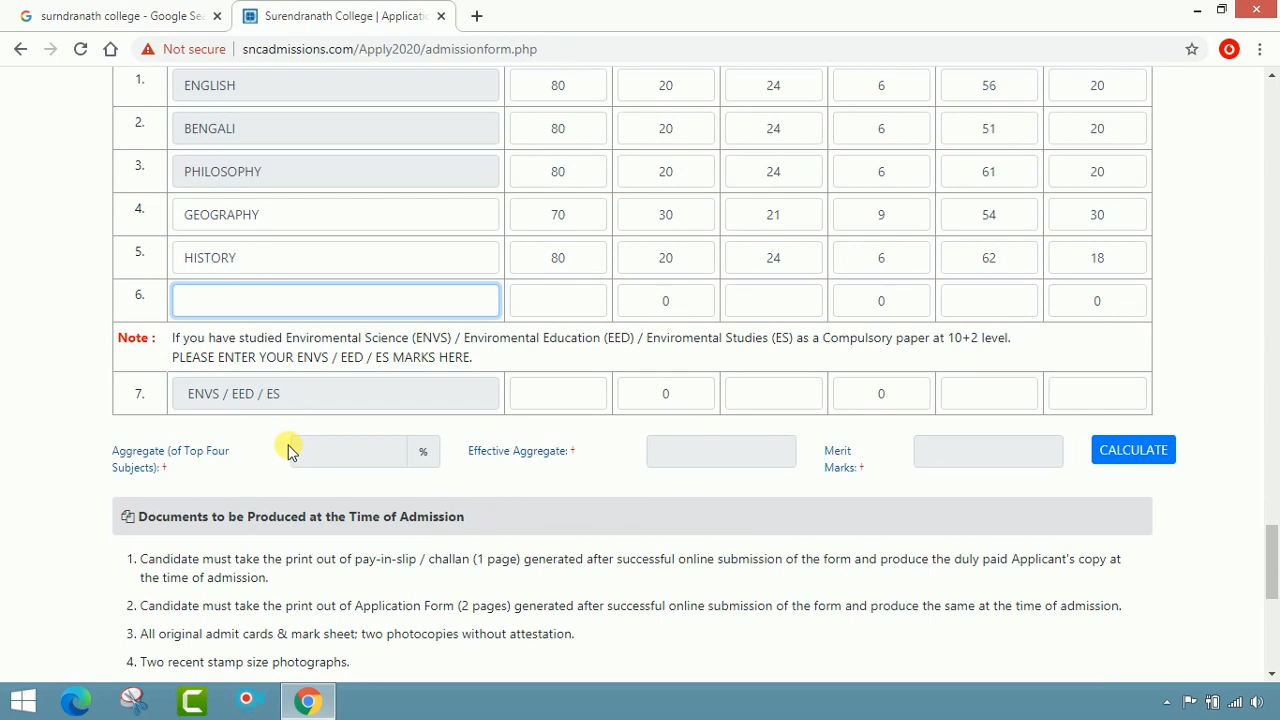 surndranath college - Google Se
Surendranath College | Applicati
Not secure
sncadmissions.com/Apply2020/admissionform.php
1. ENGLISH 80 20 24 6 56 20
2. BENGALI 80 20 24 6 51 20
3. PHILOSOPHY 80 20 24 6 61 20
4. GEOGRAPHY 70 30 21 9 54 30
5. HISTORY 80 20 24 6 62 18
6. 0 0 0
Note : If you have studied Enviromental Science (ENVS) / Enviromental Education (EED) / Enviromental Studies (ES) as a Compulsory paper at 10+2 level.
PLEASE ENTER YOUR ENVS / EED / ES MARKS HERE.
7. ENVS / EED / ES 0 0
Aggregate (of Top Four
Subjects): *
%
Effective Aggregate: *
Merit
Marks: *
CALCULATE
Documents to be Produced at the Time of Admission
1. Candidate must take the print out of pay-in-slip / challan (1 page) generated after successful online submission of the form and produce the duly paid Applicant's copy at
the time of admission.
2. Candidate must take the print out of Application Form (2 pages) generated after successful online submission of the form and produce the same at the time of admission.
3. All original admit cards & mark sheet; two photocopies without attestation.
4. Two recent stamp size photographs.